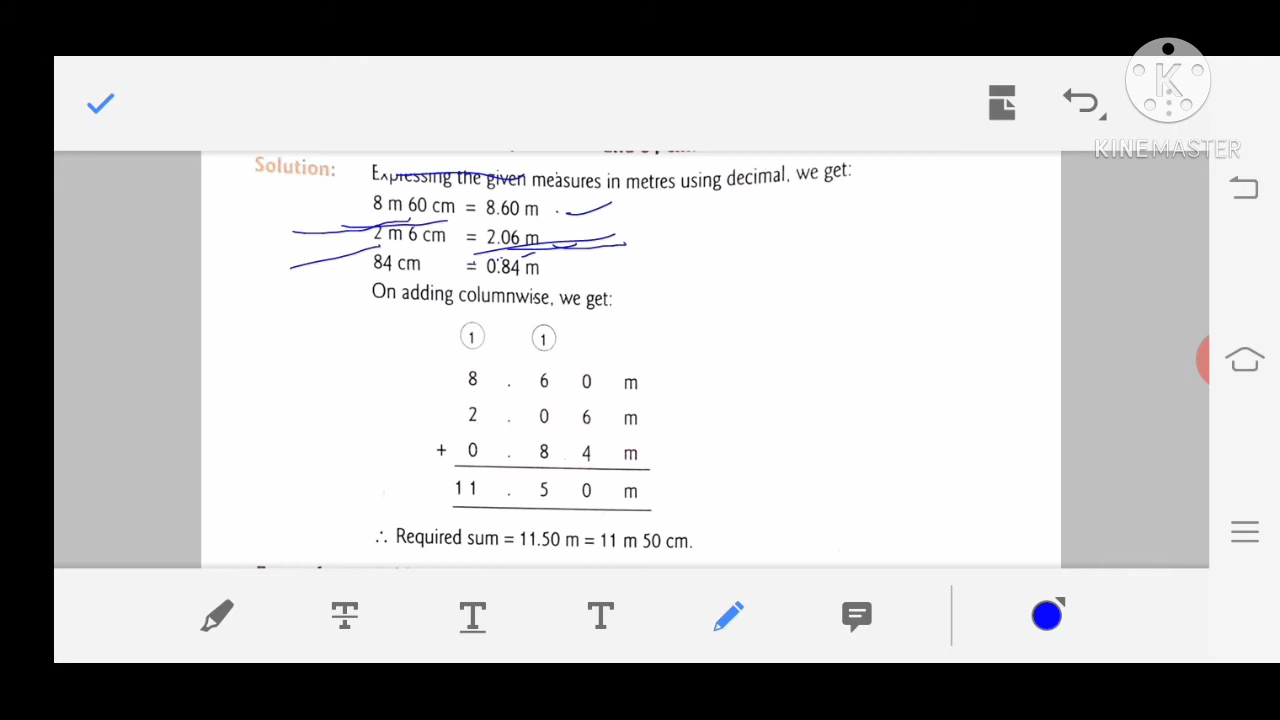 KINEMASTER
Solution: Expressing the given measures in metres using decimal, we get:
8 m 60 cm = 8.60 m
2 m 6 cm = 2.06 m
84 cm = 0.84 m
On adding columnwise, we get:
1 1
8 . 6 0 m
2 . 0 6 m
+ 0 . 8 4 m
11 . 5 0 m
∴ Required sum = 11.50 m = 11 m 50 cm.